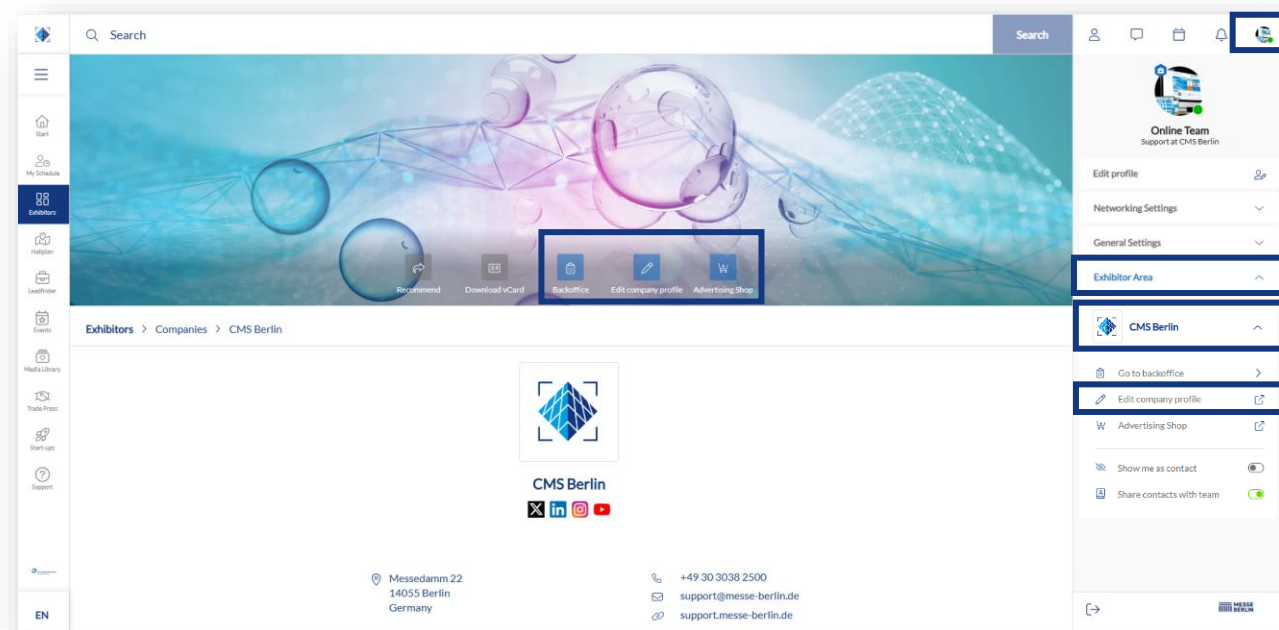 Search
Search
Start
My Schedule
Exhibitors
Hallplan
Leadfinder
Events
Media Library
Trade Press
Start-ups
Support
EN
Recommend
Download vCard
Backoffice
Edit company profile
Advertising Shop
Exhibitors > Companies > CMS Berlin
CMS Berlin
Messedamm 22
14055 Berlin
Germany
+49 30 3038 2500
support@messe-berlin.de
support.messe-berlin.de
Online Team
Support at CMS Berlin
Edit profile
Networking Settings
General Settings
Exhibitor Area
CMS Berlin
Go to backoffice
Edit company profile
Advertising Shop
Show me as contact
Share contacts with team
MESSE
BERLIN